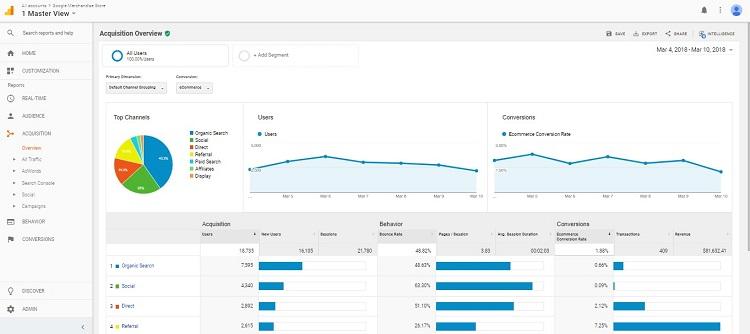 All accounts > Google Merchandise Store
1 Master View
Search reports and help
HOME
CUSTOMIZATION
Reports
REAL-TIME
AUDIENCE
ACQUISITION
Overview
All Traffic
AdWords
Search Console
Social
Campaigns
BEHAVIOR
CONVERSIONS
DISCOVER
ADMIN
Acquisition Overview
SAVE
EXPORT
SHARE
INTELLIGENCE
Mar 4, 2018 - Mar 10, 2018
All Users
100.00% Users
+ Add Segment
Primary Dimension:
Conversion:
Default Channel Grouping
eCommerce
Top Channels
Organic Search
Social
Direct
Referral
Paid Search
Affiliates
Display
Users
Users
Mar 5
Mar 6
Mar 7
Mar 8
Mar 9
Mar 10
Conversions
Ecommerce Conversion Rate
Mar 5
Mar 6
Mar 7
Mar 8
Mar 9
Mar 10
Acquisition
Behavior
Conversions
Users
New Users
Sessions
Bounce Rate
Pages / Session
Avg. Session Duration
Ecommerce Conversion Rate
Transactions
Revenue
18,735
16,105
21,780
48.82%
3.83
00:02:03
1.88%
409
$81,632.41
1 Organic Search
7,595
48.63%
0.66%
2 Social
4,340
63.30%
0.09%
3 Direct
2,892
51.10%
2.12%
4 Referral
2,615
26.17%
7.25%